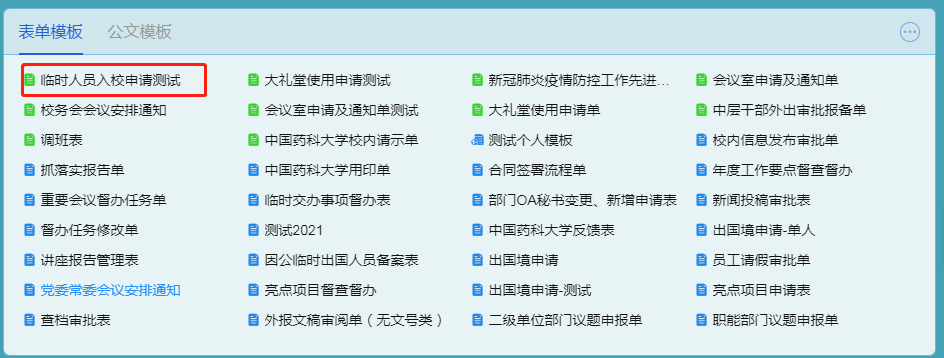 表单模板 公文模板
临时人员入校申请测试 大礼堂使用申请测试 新冠肺炎疫情防控工作先进... 会议室申请及通知单
校务会会议安排通知 会议室申请及通知单测试 大礼堂使用申请单 中层干部外出审批报备单
调班表 中国药科大学校内请示单 测试个人模板 校内信息发布审批单
抓落实报告单 中国药科大学用印单 合同签署流程单 年度工作要点督查督办
重要会议督办任务单 临时交办事项督办表 部门OA秘书变更、新增申请表 新闻投稿审批表
督办任务修改单 测试2021 中国药科大学反馈表 出国境申请-单人
讲座报告管理表 因公临时出国人员备案表 出国境申请 员工请假审批单
党委常委会议安排通知 亮点项目督查督办 出国境申请-测试 亮点项目申请表
查档审批表 外报文稿审阅单（无文号类） 二级单位部门议题申报单 职能部门议题申报单